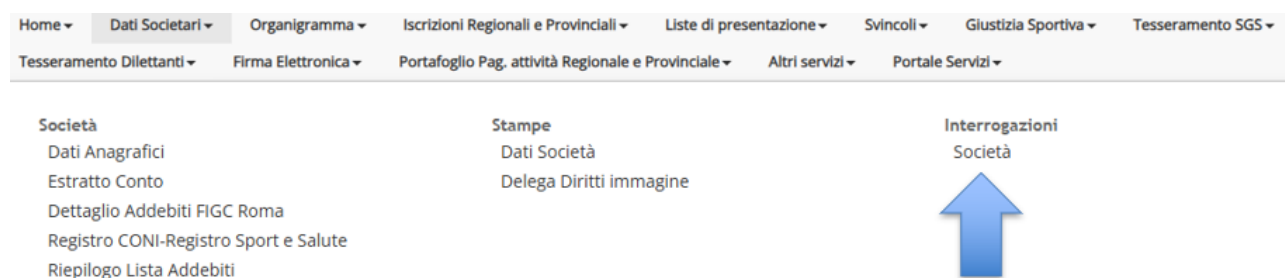 Home Dati Societari Organigramma Iscrizioni Regionali e Provinciali Liste di presentazione Svincoli Giustizia Sportiva Tesseramento SGS
Tesseramento Dilettanti Firma Elettronica Portafoglio Pag. attività Regionale e Provinciale Altri servizi Portale Servizi
Società Stampe Interrogazioni
Dati Anagrafici Dati Società Società
Estratto Conto Delega Diritti immagine
Dettaglio Addebiti FIGC Roma
Registro CONI-Registro Sport e Salute
Riepilogo Lista Addebiti